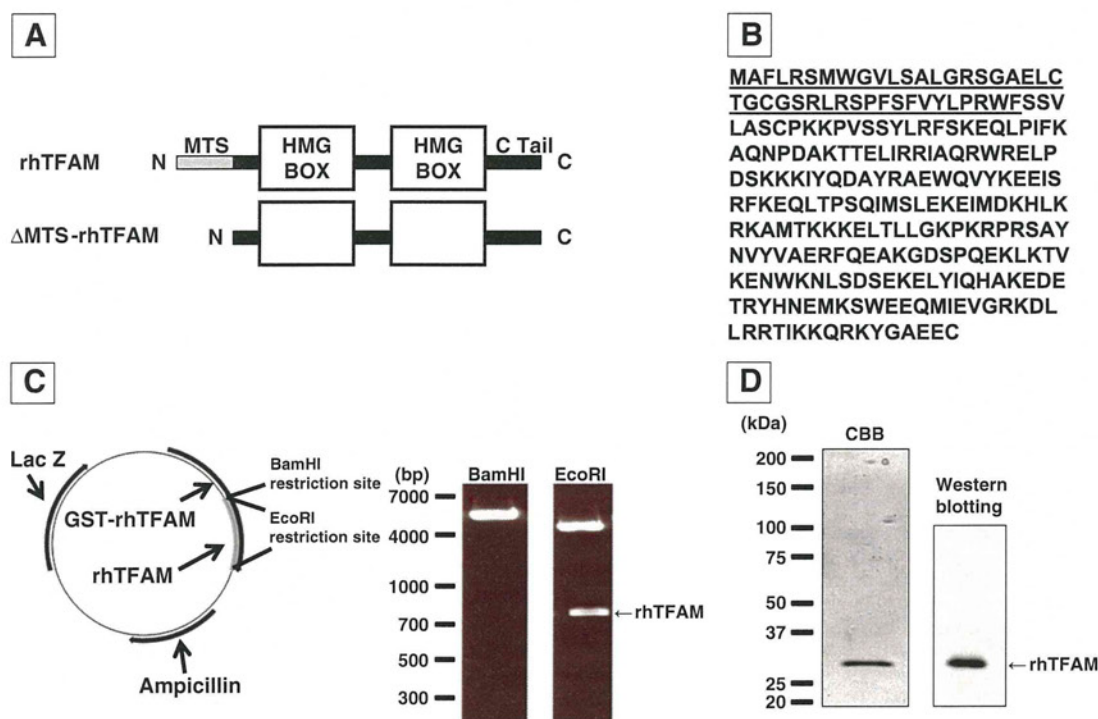 A
MTS
HMG
BOX
HMG
BOX
C Tail
rhTFAM
N
C
ΔMTS-rhTFAM
N
C
B
MAFLRSMWGVLSALGRSGAELC
TGCGSRLRSPFSFVYLPRWFSSV
LASCPKKPVSSYLRFSKEQLPIFK
AQNPDAKTTELIRRIAQRWRELP
DSKKKIYQDAYRAEWQVYKEEIS
RFKEQLTPSQIMSLEKEIMDKHLK
RKAMTKKKELTLLGKPKRPRSAY
NVYVAERFQEAKGDSPQEKLKTV
KENWKNLSDSEKELYIQHAKEDE
TRYHNEMKSWEEQMIEVGRKDL
LRRTIKKQRKYGAEEC
C
Lac Z
GST-rhTFAM
rhTFAM
Ampicillin
BamHI
restriction site
EcoRI
restriction site
(bp)
BamHI
EcoRI
7000
4000
1000
700
500
300
←rhTFAM
D
(kDa)
CBB
200
150
100
75
50
37
25
20
Western
blotting
←rhTFAM